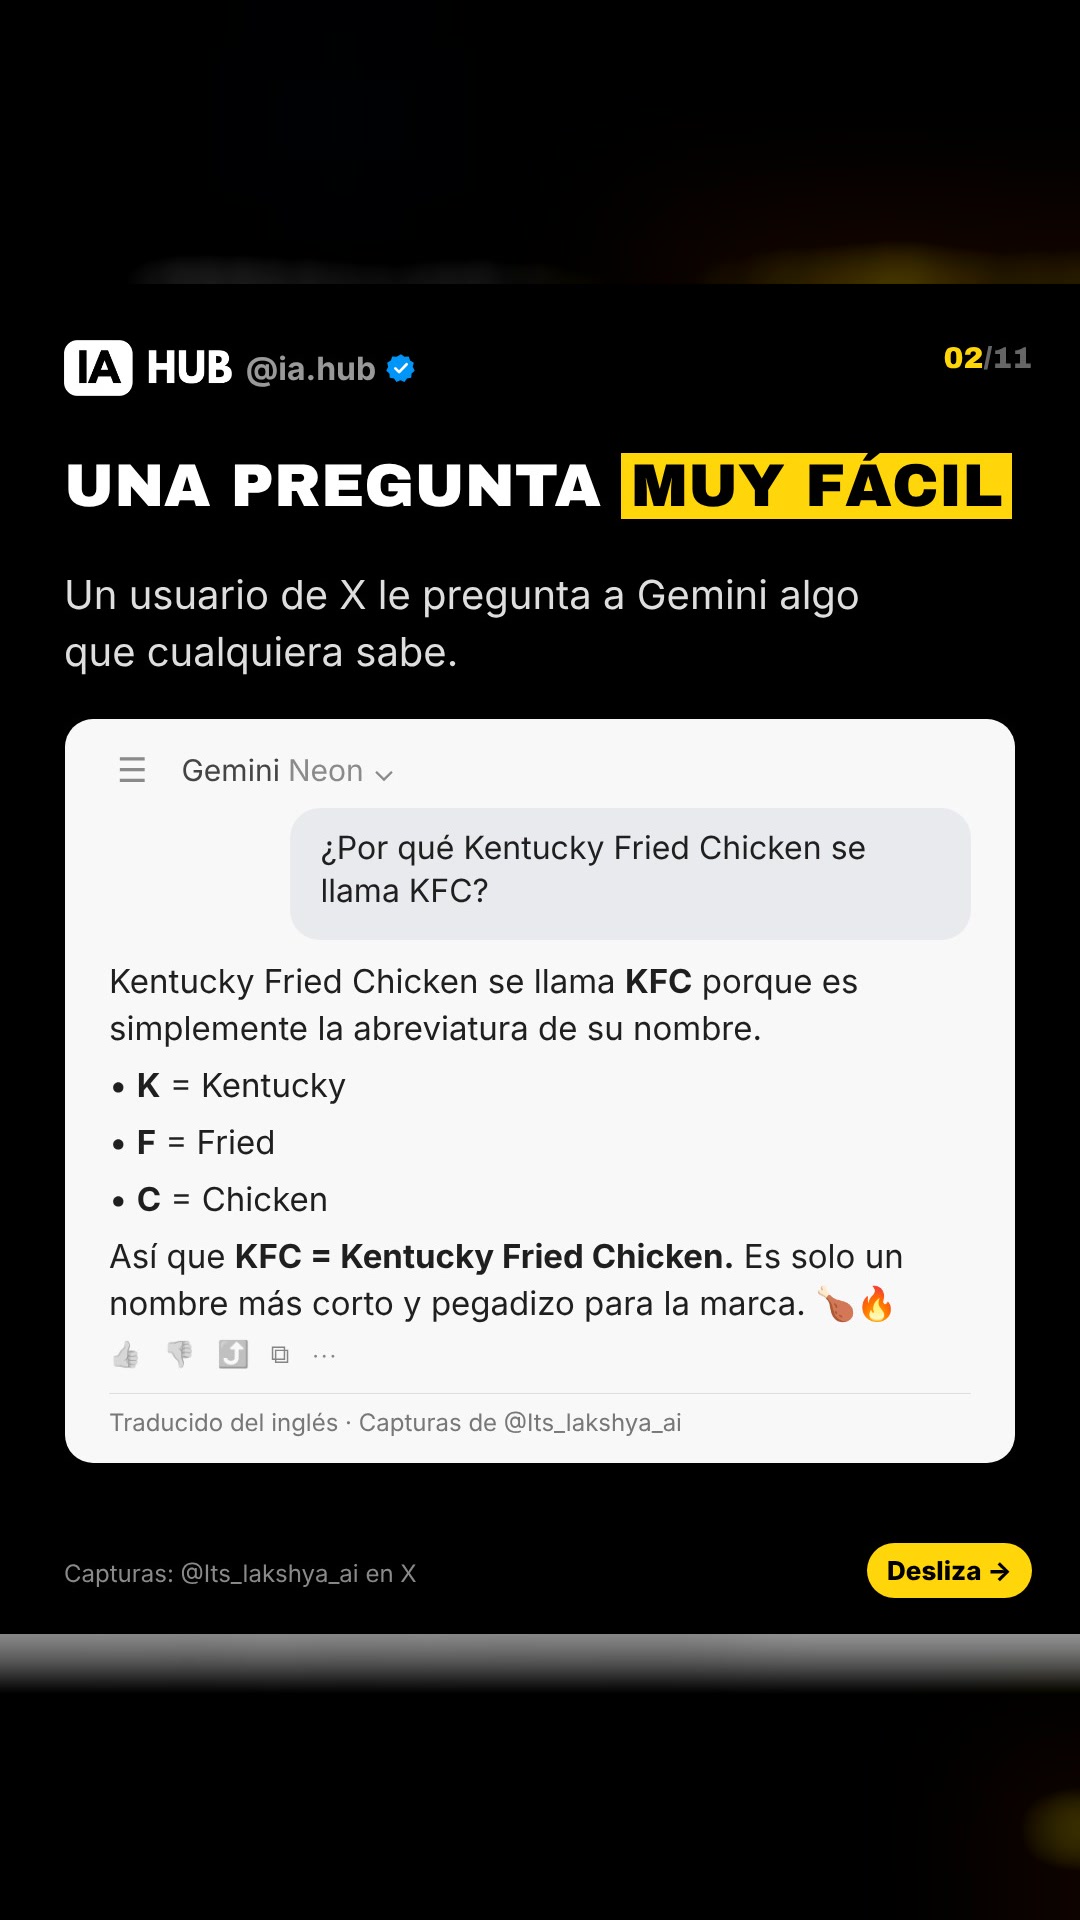 IA HUB @ia.hub
02/11
UNA PREGUNTA MUY FÁCIL
Un usuario de X le pregunta a Gemini algo
que cualquiera sabe.
Gemini Neon
¿Por qué Kentucky Fried Chicken se
llama KFC?
Kentucky Fried Chicken se llama KFC porque es
simplemente la abreviatura de su nombre.
• K = Kentucky
• F = Fried
• C = Chicken
Así que KFC = Kentucky Fried Chicken. Es solo un
nombre más corto y pegadizo para la marca. 🍗🔥
Traducido del inglés · Capturas de @Its_lakshya_ai
Capturas: @Its_lakshya_ai en X
Desliza →